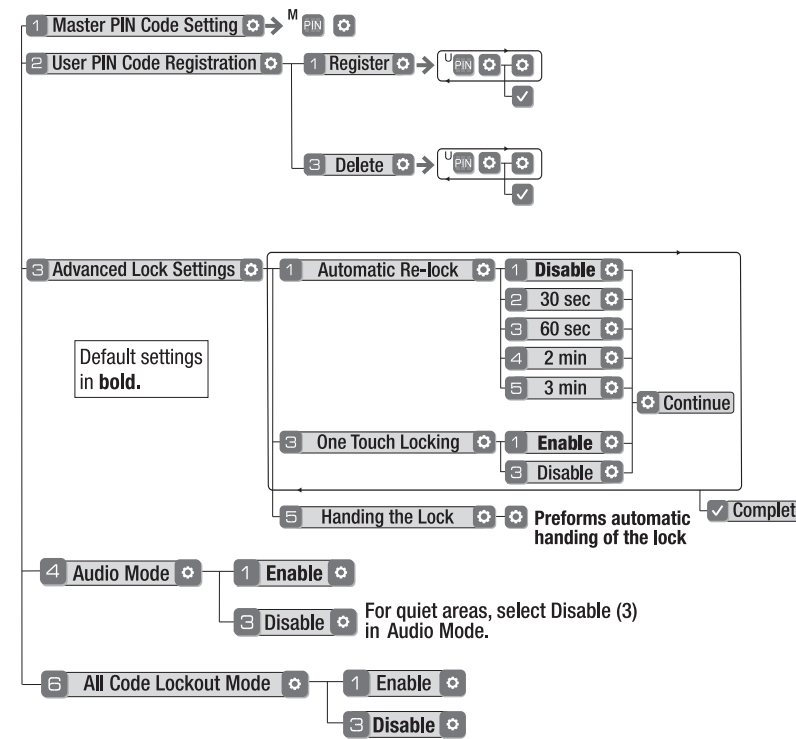 1 Master PIN Code Setting M PIN
2 User PIN Code Registration 1 Register U PIN
3 Delete U PIN
3 Advanced Lock Settings 1 Automatic Re-lock 1 Disable
2 30 sec
3 60 sec
4 2 min
5 3 min
Continue
Default settings
in bold.
3 One Touch Locking 1 Enable
3 Disable
5 Handing the Lock Preforms automatic
handing of the lock
Complet
4 Audio Mode 1 Enable
3 Disable For quiet areas, select Disable (3)
in Audio Mode.
6 All Code Lockout Mode 1 Enable
3 Disable